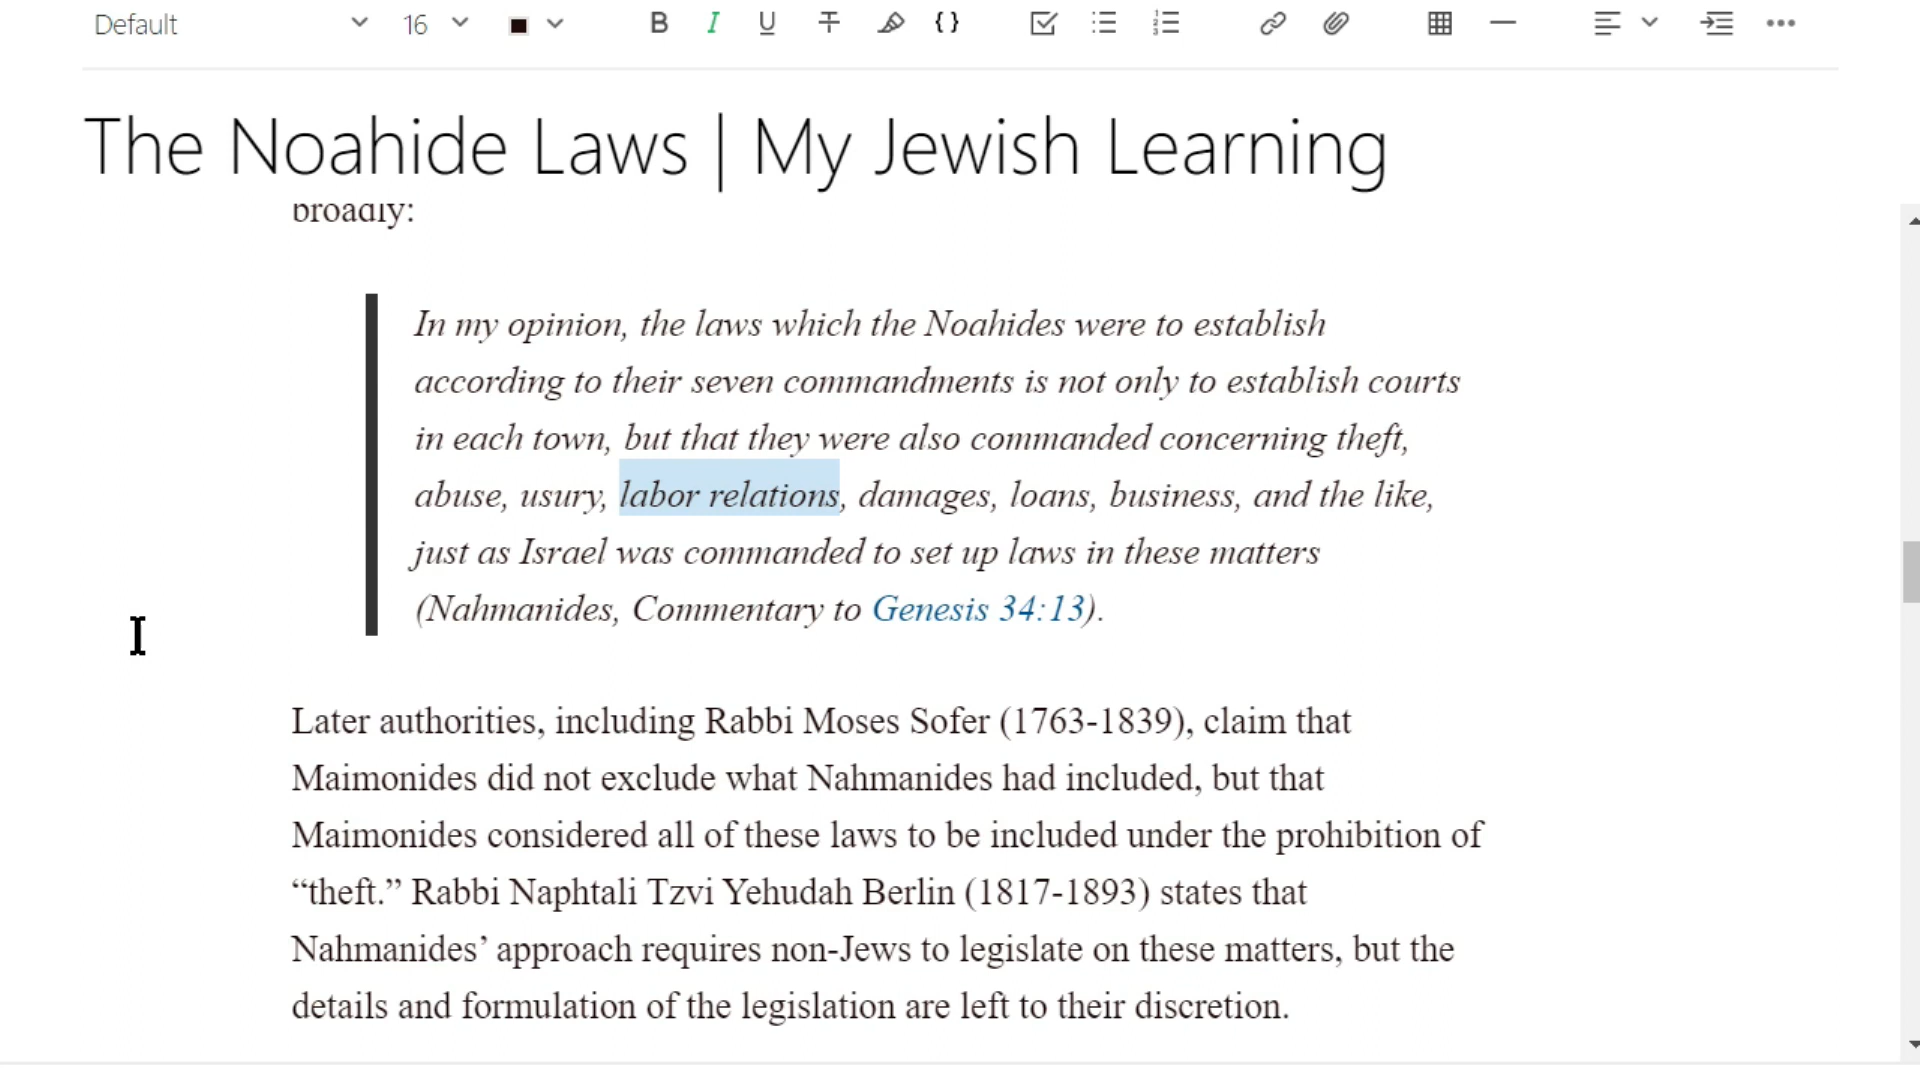 Default 16 B I U T {}
The Noahide Laws | My Jewish Learning
broadly:
In my opinion, the laws which the Noahides were to establish
according to their seven commandments is not only to establish courts
in each town, but that they were also commanded concerning theft,
abuse, usury, labor relations, damages, loans, business, and the like,
just as Israel was commanded to set up laws in these matters
(Nahmanides, Commentary to Genesis 34:13).
Later authorities, including Rabbi Moses Sofer (1763-1839), claim that
Maimonides did not exclude what Nahmanides had included, but that
Maimonides considered all of these laws to be included under the prohibition of
“theft.” Rabbi Naphtali Tzvi Yehudah Berlin (1817-1893) states that
Nahmanides’ approach requires non-Jews to legislate on these matters, but the
details and formulation of the legislation are left to their discretion.